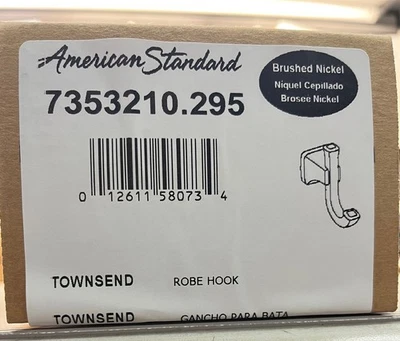 American Standard
Brushed Nickel
Niquel Cepillado
Brosee Nickel
7353210.295
0 12611 58073 4
TOWNSEND ROBE HOOK
TOWNSEND GANCHO PARA BATA